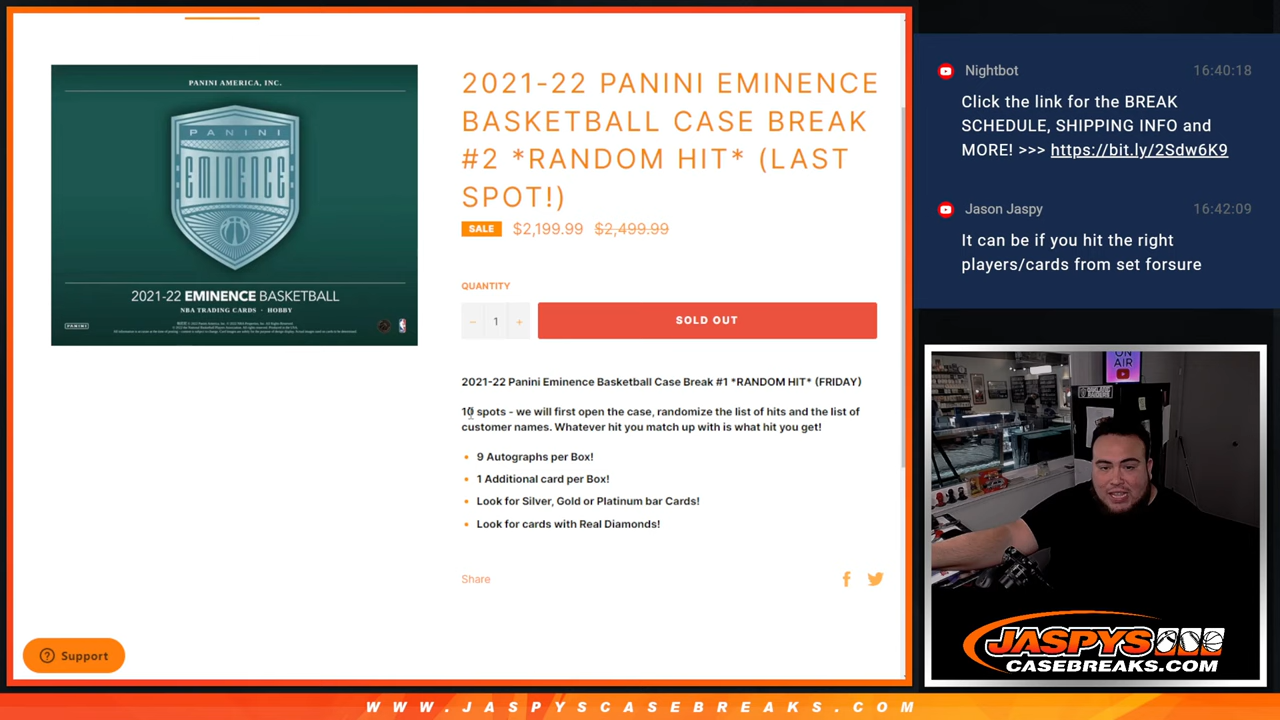 2021-22 PANINI EMINENCE
BASKETBALL CASE BREAK
#2 *RANDOM HIT* (LAST
SPOT!)
SALE $2,199.99 $2,499.99
QUANTITY
− 1 +
SOLD OUT
2021-22 Panini Eminence Basketball Case Break #1 *RANDOM HIT* (FRIDAY)
10 spots - we will first open the case, randomize the list of hits and the list of
customer names. Whatever hit you match up with is what hit you get!
• 9 Autographs per Box!
• 1 Additional card per Box!
• Look for Silver, Gold or Platinum bar Cards!
• Look for cards with Real Diamonds!
Share
PANINI AMERICA, INC.
PANINI
EMINENCE
2021-22 EMINENCE BASKETBALL
NBA TRADING CARDS · HOBBY
PANINI
Support
Nightbot 16:40:18
Click the link for the BREAK
SCHEDULE, SHIPPING INFO and
MORE! >>> https://bit.ly/2Sdw6K9
Jason Jaspy 16:42:09
It can be if you hit the right
players/cards from set forsure
ON
AIR
JASPYS
CASEBREAKS.COM
WWW.JASPYSCASEBREAKS.COM